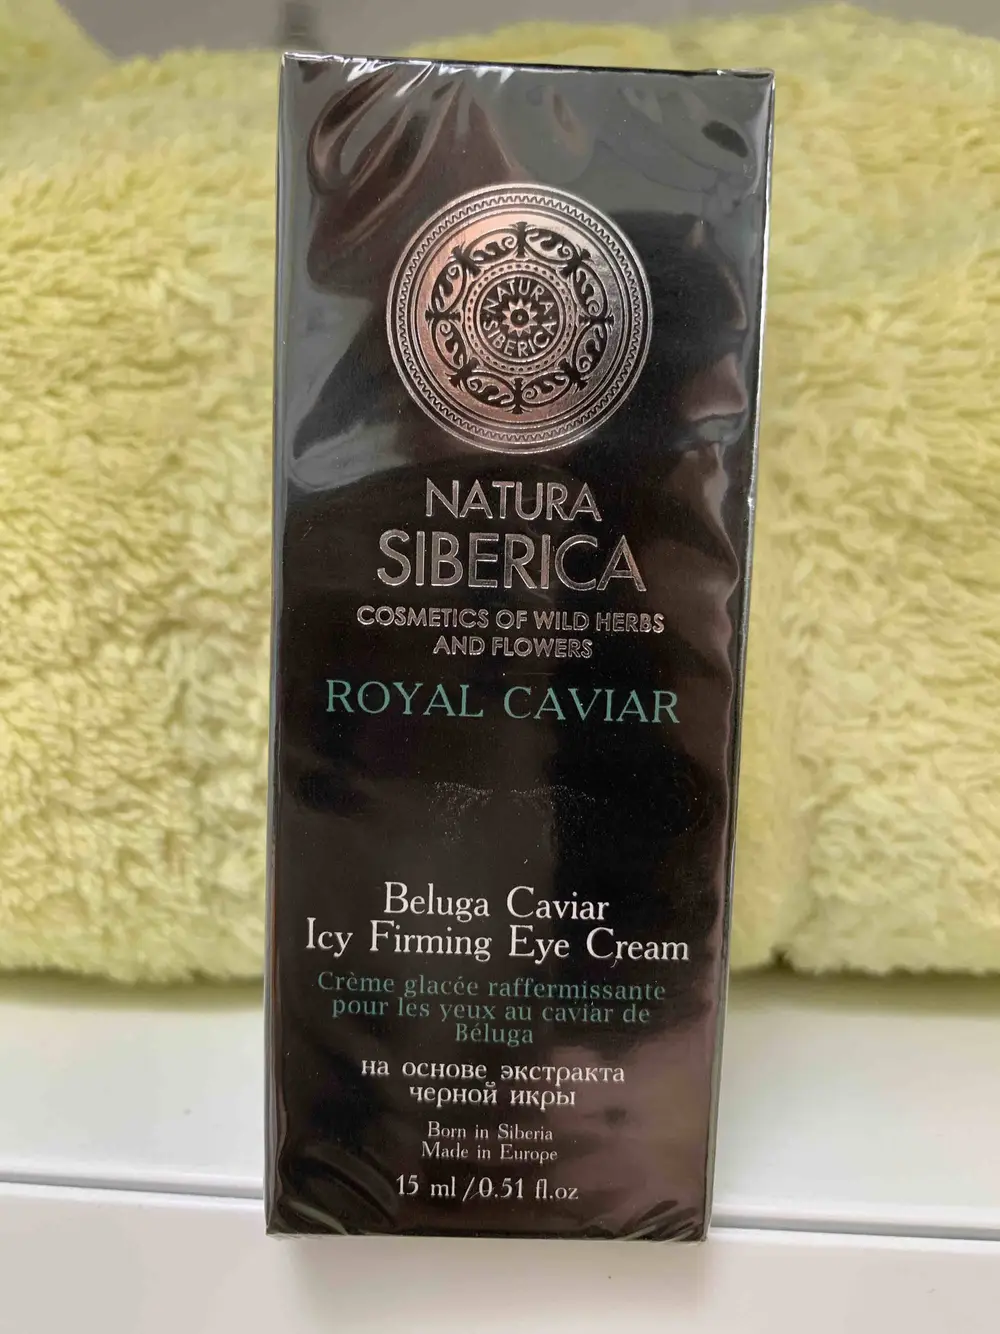 NATURA
SIBERICA
NATURA
SIBERICA
COSMETICS OF WILD HERBS
AND FLOWERS
ROYAL CAVIAR
Beluga Caviar
Icy Firming Eye Cream
Crème glacée raffermissante
pour les yeux au caviar de
Béluga
на основе экстракта
черной икры
Born in Siberia
Made in Europe
15 ml / 0.51 fl.oz